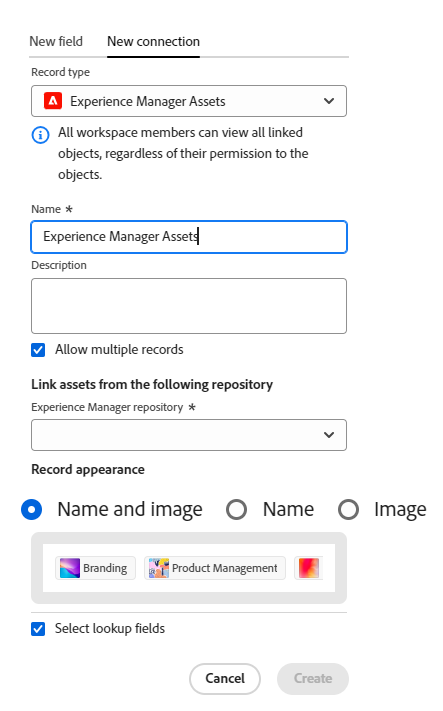 New field New connection
Record type
Experience Manager Assets
All workspace members can view all linked
objects, regardless of their permission to the
objects.
Name *
Experience Manager Assets
Description
Allow multiple records
Link assets from the following repository
Experience Manager repository *
Record appearance
Name and image Name Image
Branding Product Management
Select lookup fields
Cancel Create